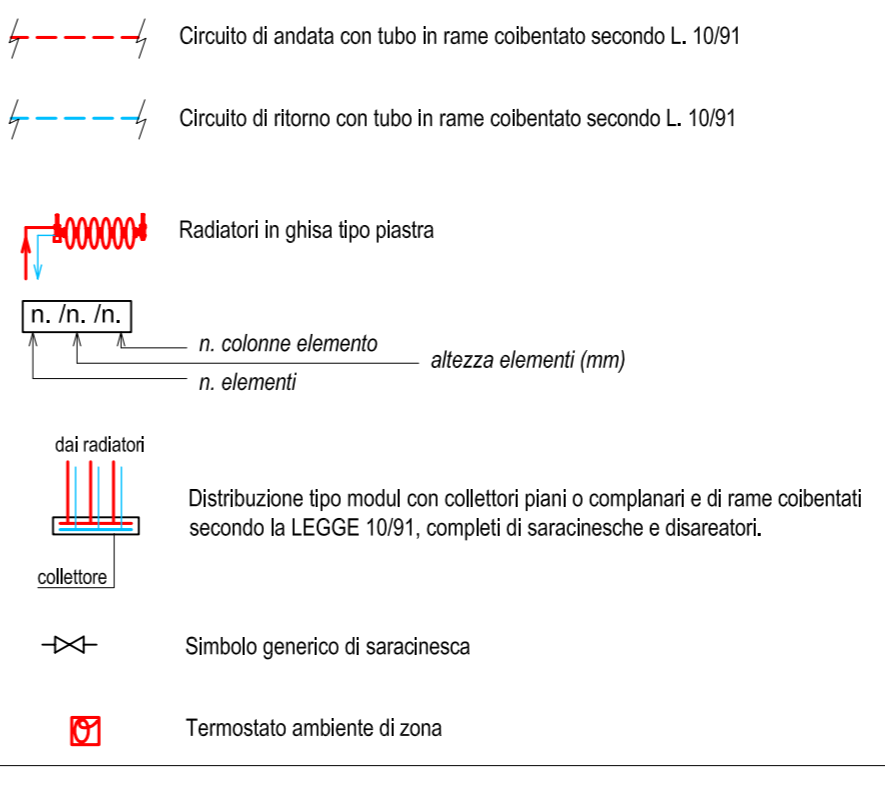 Circuito di andata con tubo in rame coibentato secondo L. 10/91
Circuito di ritorno con tubo in rame coibentato secondo L. 10/91
Radiatori in ghisa tipo piastra
n. /n. /n.
n. colonne elemento
altezza elementi (mm)
n. elementi
dai radiatori
Distribuzione tipo modul con collettori piani o complanari e di rame coibentati
secondo la LEGGE 10/91, completi di saracinesche e disareatori.
collettore
Simbolo generico di saracinesca
Termostato ambiente di zona